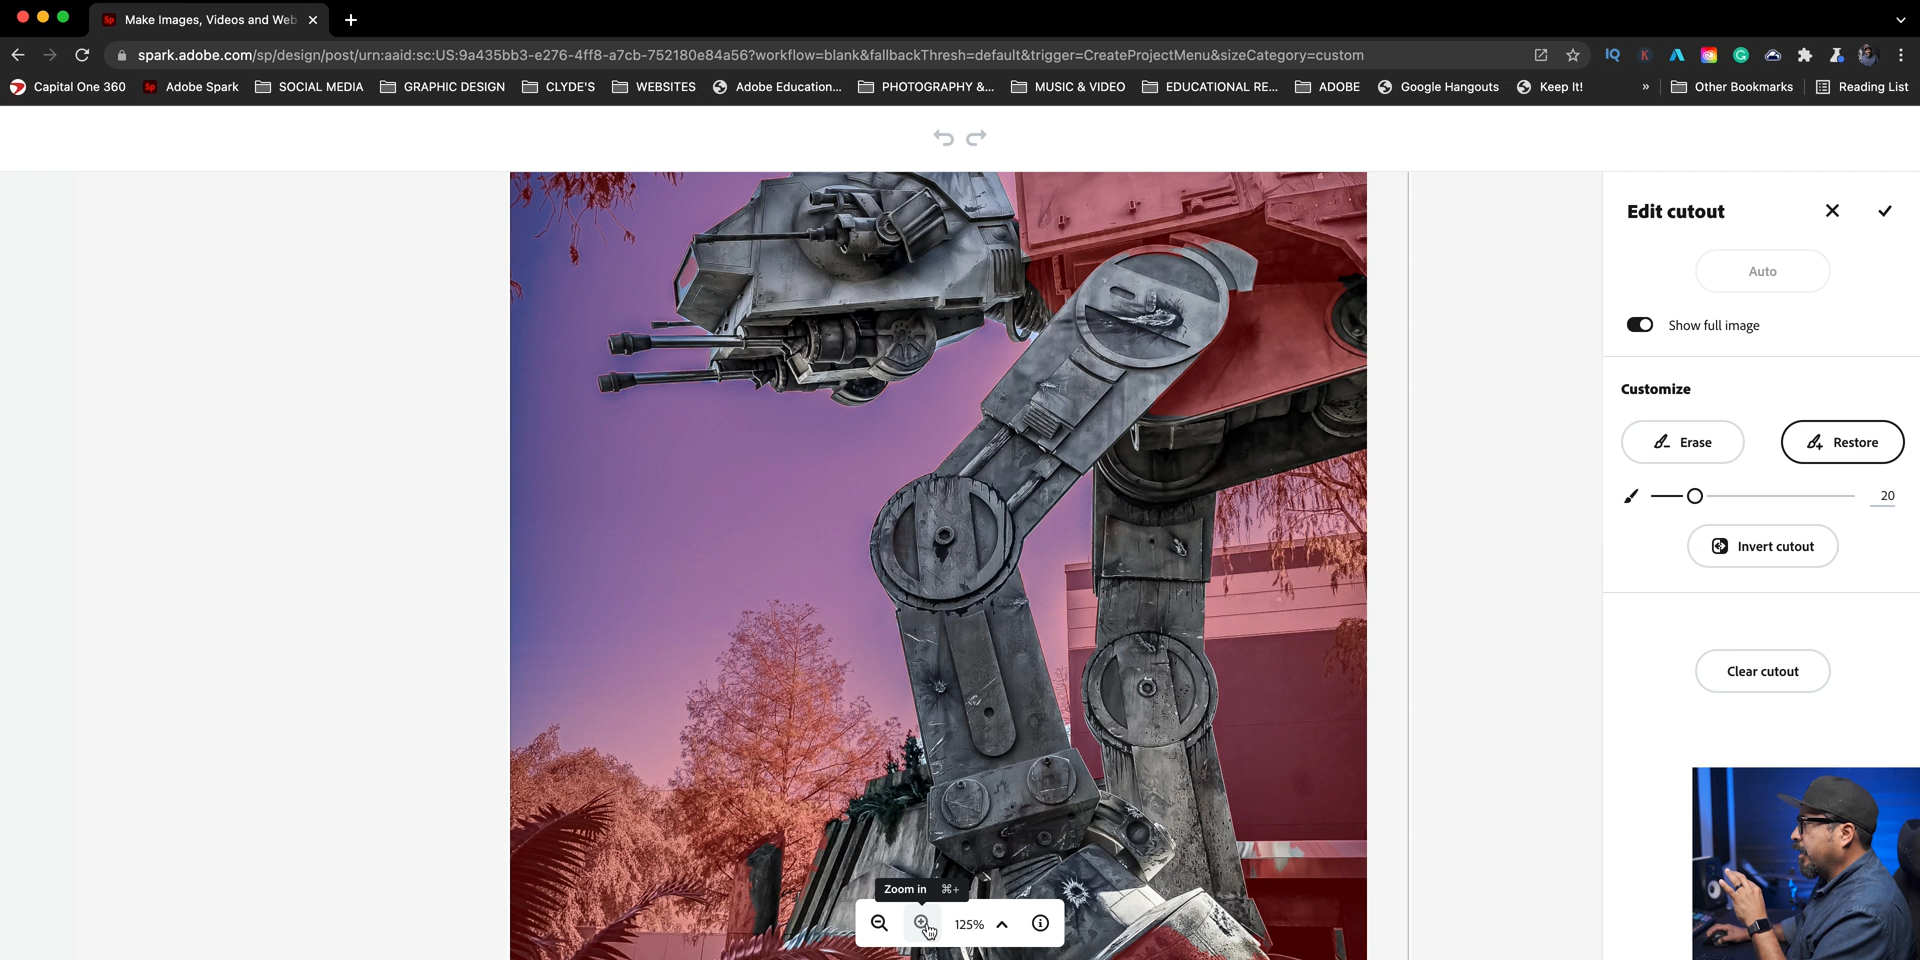 Sp Make Images, Videos and Web
spark.adobe.com/sp/design/post/urn:aaid:sc:US:9a435bb3-e276-4ff8-a7cb-752180e84a56?workflow=blank&fallbackThresh=default&trigger=CreateProjectMenu&sizeCategory=custom
IQ K
Capital One 360 Sp Adobe Spark SOCIAL MEDIA GRAPHIC DESIGN CLYDE'S WEBSITES Adobe Education... PHOTOGRAPHY &... MUSIC & VIDEO EDUCATIONAL RE... ADOBE Google Hangouts Keep It! » Other Bookmarks Reading List
Edit cutout
Auto
Show full image
Customize
Erase Restore
20
Invert cutout
Clear cutout
Zoom in ⌘+
125%